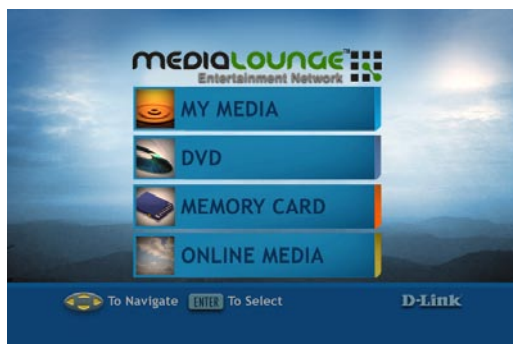 MEDIALOUNGE™
Entertainment Network
MY MEDIA
DVD
MEMORY CARD
ONLINE MEDIA
To Navigate ENTER To Select
D-Link